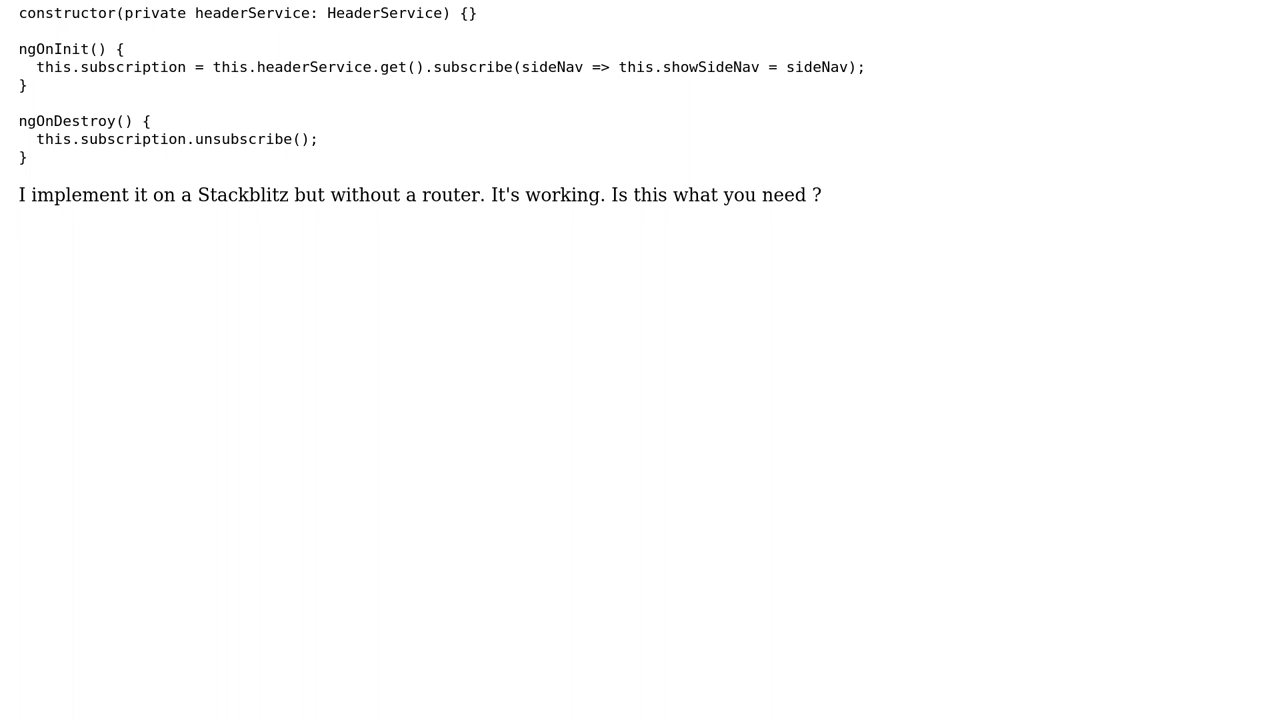 constructor(private headerService: HeaderService) {}
ngOnInit() {
  this.subscription = this.headerService.get().subscribe(sideNav => this.showSideNav = sideNav);
}
ngOnDestroy() {
  this.subscription.unsubscribe();
}
I implement it on a Stackblitz but without a router. It's working. Is this what you need ?